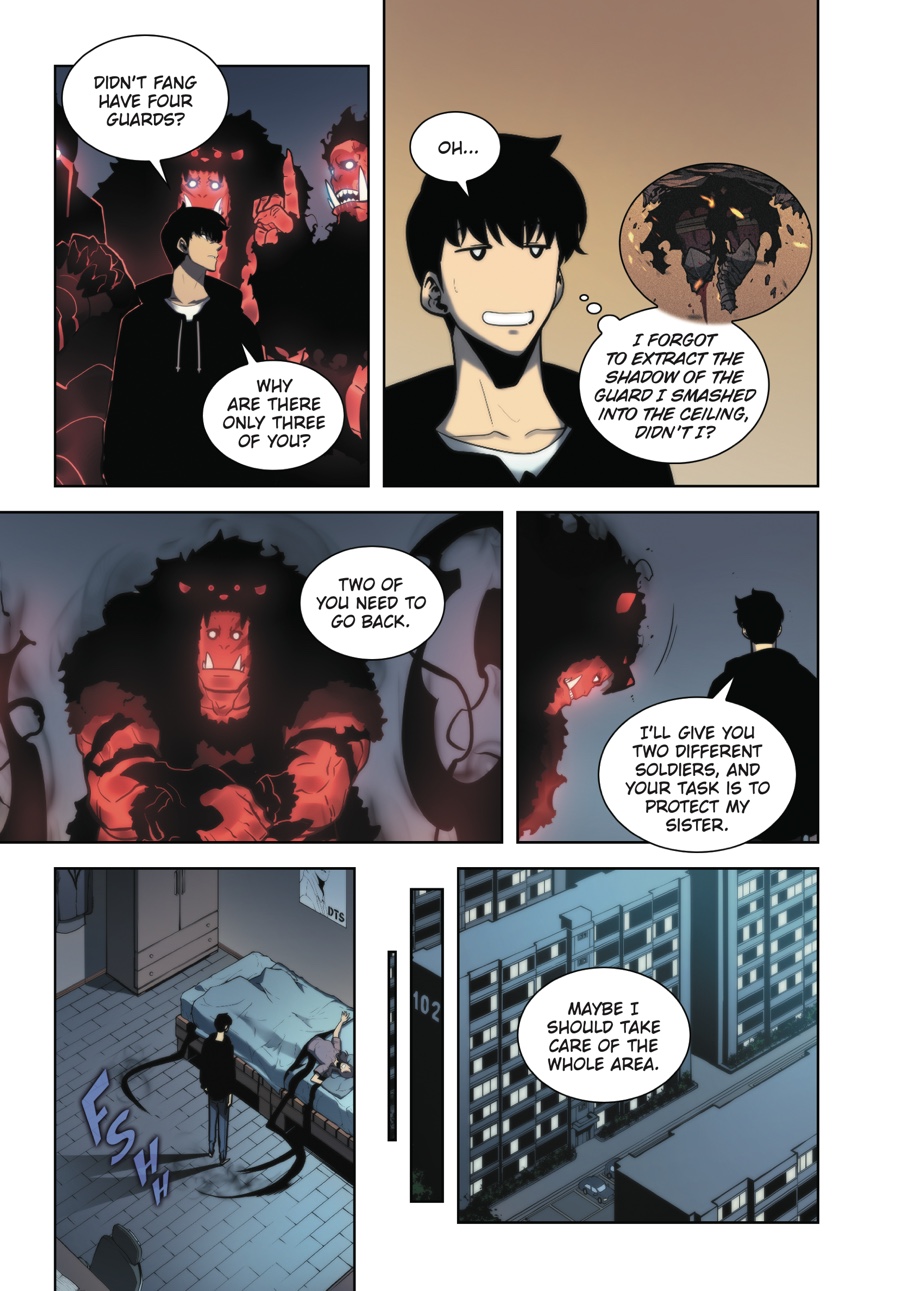 DIDN'T FANG
HAVE FOUR
GUARDS?
WHY
ARE THERE
ONLY THREE
OF YOU?
OH...
I FORGOT
TO EXTRACT THE
SHADOW OF THE
GUARD I SMASHED
INTO THE CEILING,
DIDN'T I?
TWO OF
YOU NEED TO
GO BACK.
I'LL GIVE YOU
TWO DIFFERENT
SOLDIERS, AND
YOUR TASK IS TO
PROTECT MY
SISTER.
DTS
FSHH
102
MAYBE I
SHOULD TAKE
CARE OF THE
WHOLE AREA.